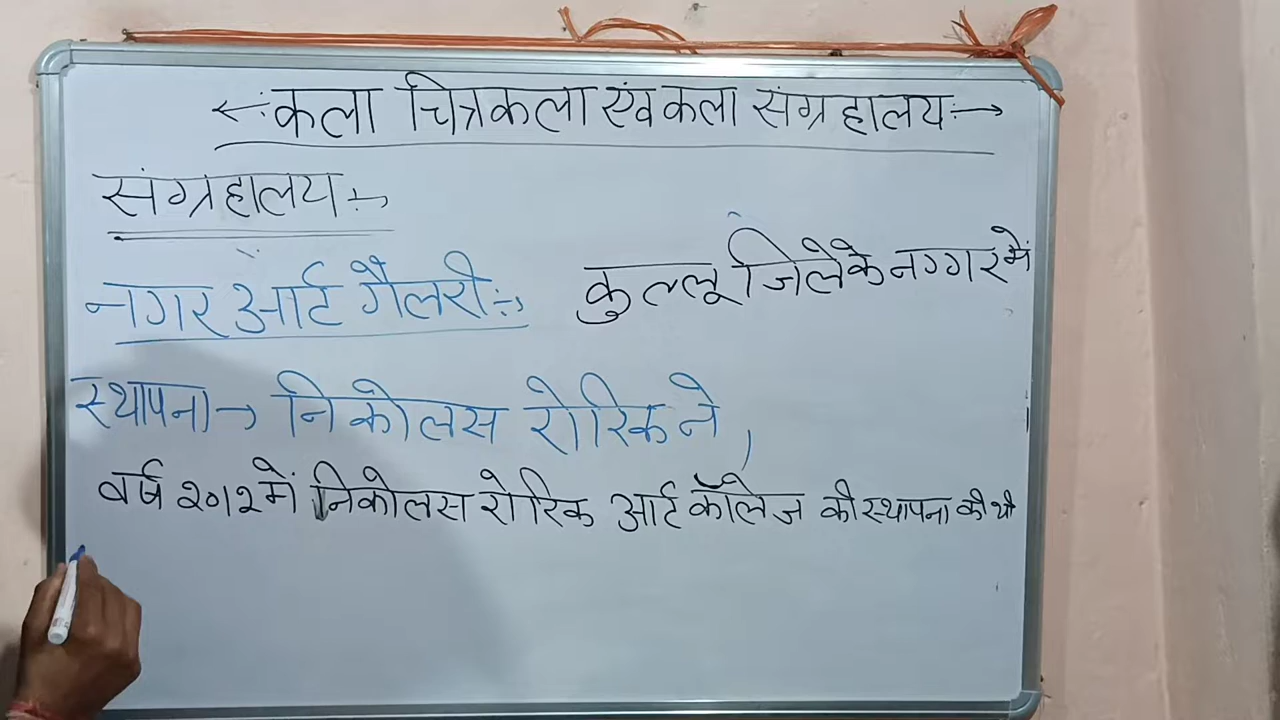 ←:कला चित्रकला एंव कला संग्रहालय:→
संग्रहालय:→
नगर आर्ट गैलरी:→ कुल्लू जिले के नग्गर में
स्थापना→ निकोलस रोरिक ने,
वर्ष २०१२ में निकोलस रोरिक आर्ट कॉलेज की स्थापना की थी